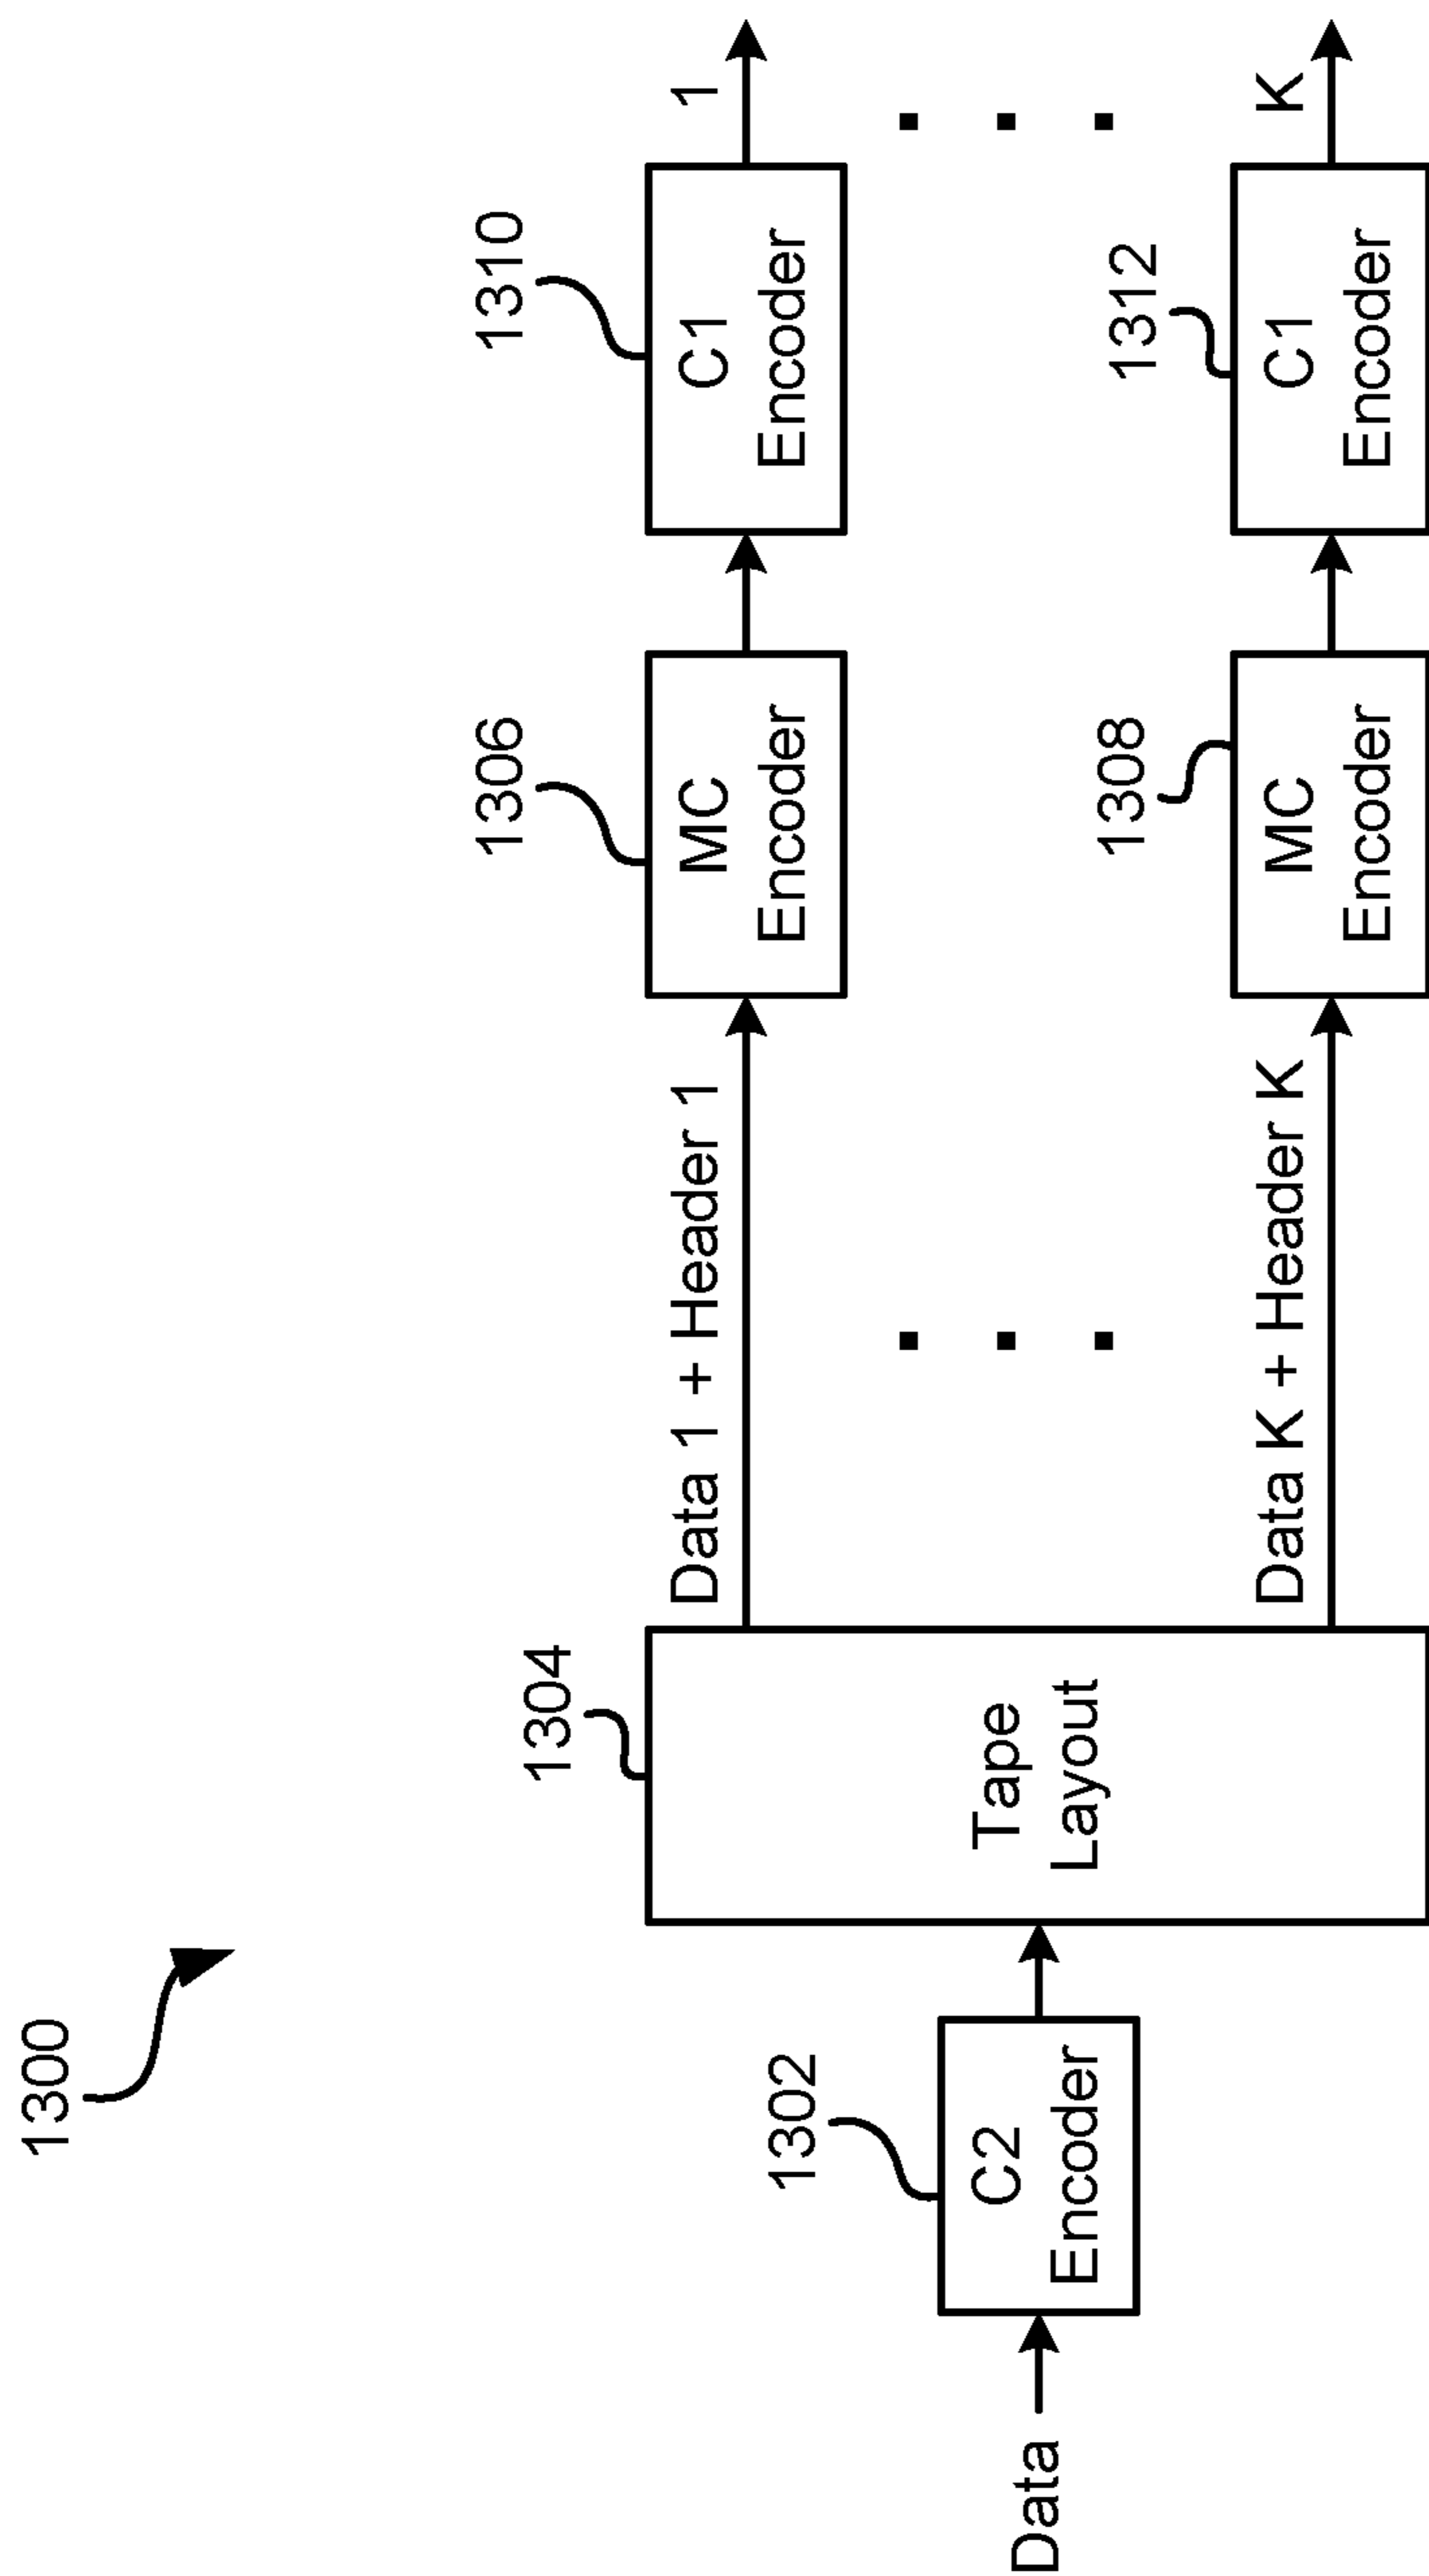 1300
Data
1302
C2
Encoder
1304
Tape
Layout
Data 1 + Header 1
1306
MC
Encoder
1310
C1
Encoder
1
. . .
. . .
Data K + Header K
1308
MC
Encoder
1312
C1
Encoder
K